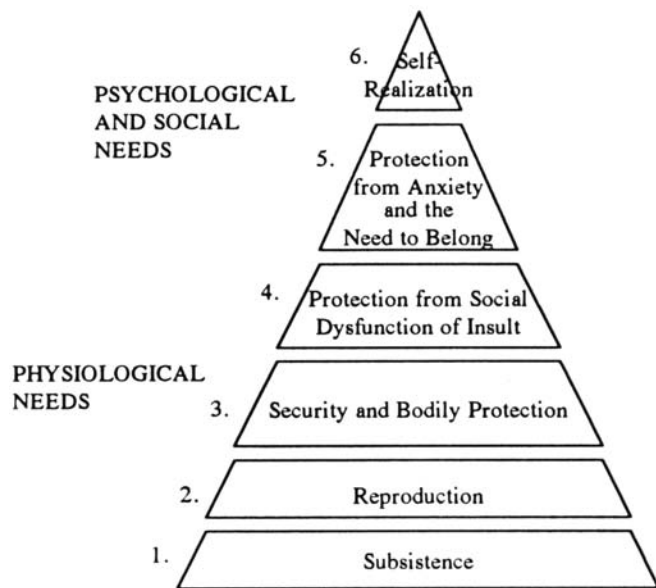 6. Self-
Realization
PSYCHOLOGICAL
AND SOCIAL
NEEDS
5. Protection
from Anxiety
and the
Need to Belong
4. Protection from Social
Dysfunction of Insult
PHYSIOLOGICAL
NEEDS
3. Security and Bodily Protection
2. Reproduction
1. Subsistence